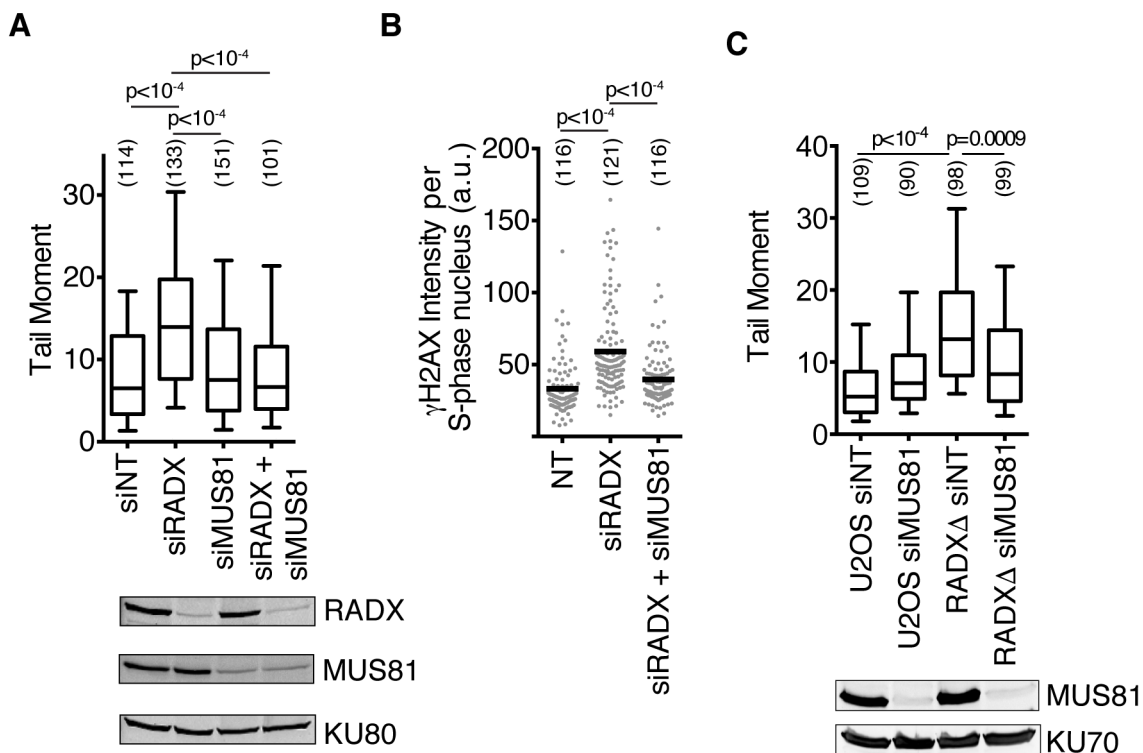 A
p<10-4
p<10-4
p<10-4
(114)
(133)
(151)
(101)
Tail Moment
30
20
10
0
siNT
siRADX
siMUS81
siRADX +
siMUS81
RADX
MUS81
KU80
B
p<10-4
p<10-4
(116)
(121)
(116)
γH2AX Intensity per
S-phase nucleus (a.u.)
200
150
100
50
NT
siRADX
siRADX + siMUS81
C
p<10-4
p=0.0009
(109)
(90)
(98)
(99)
Tail Moment
40
30
20
10
0
U2OS siNT
U2OS siMUS81
RADXΔ siNT
RADXΔ siMUS81
MUS81
KU70